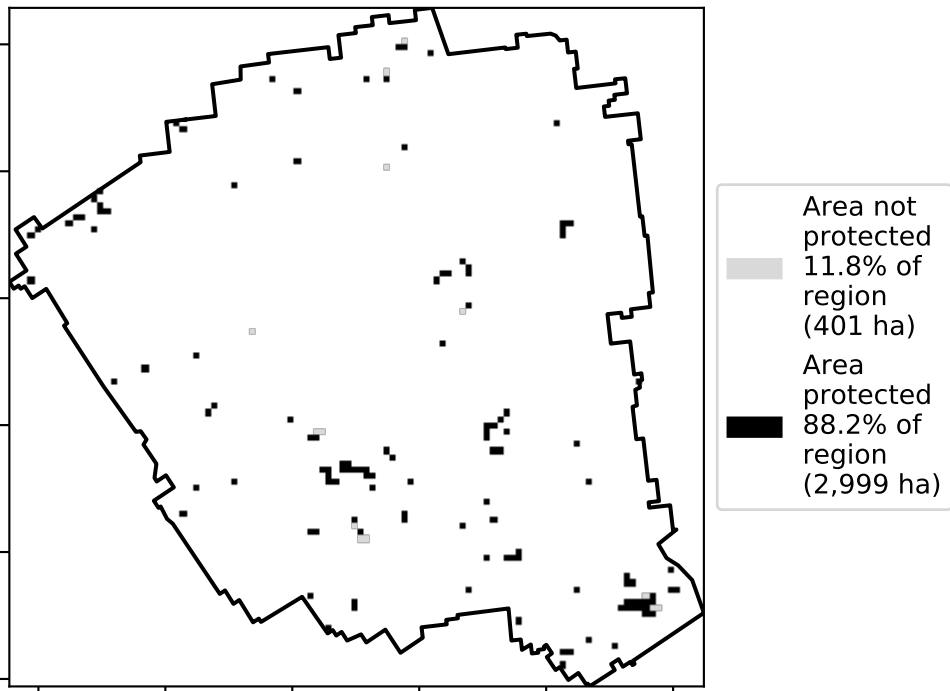 Area not
protected
11.8% of
region
(401 ha)
Area
protected
88.2% of
region
(2,999 ha)